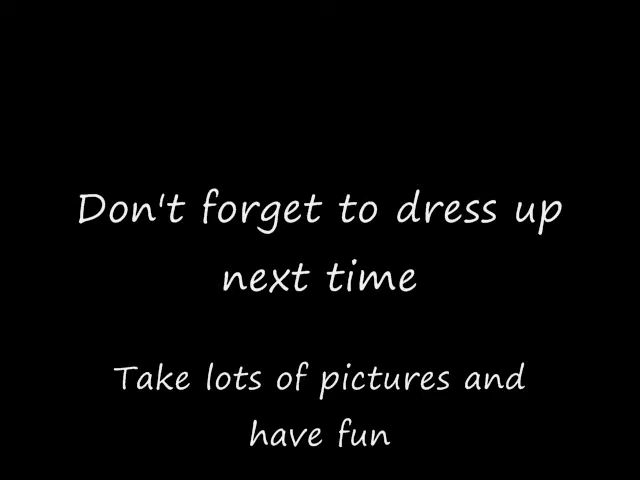 Don't forget to dress up
next time
Take lots of pictures and
have fun